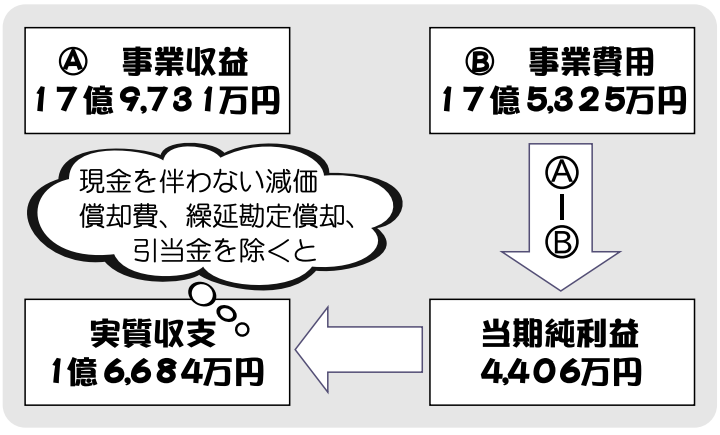 Ⓐ 事業収益
17億9,731万円
Ⓑ 事業費用
17億5,325万円
Ⓐ
ー
Ⓑ
現金を伴わない減価
償却費、繰延勘定償却、
引当金を除くと
実質収支
1億6,684万円
当期純利益
4,406万円